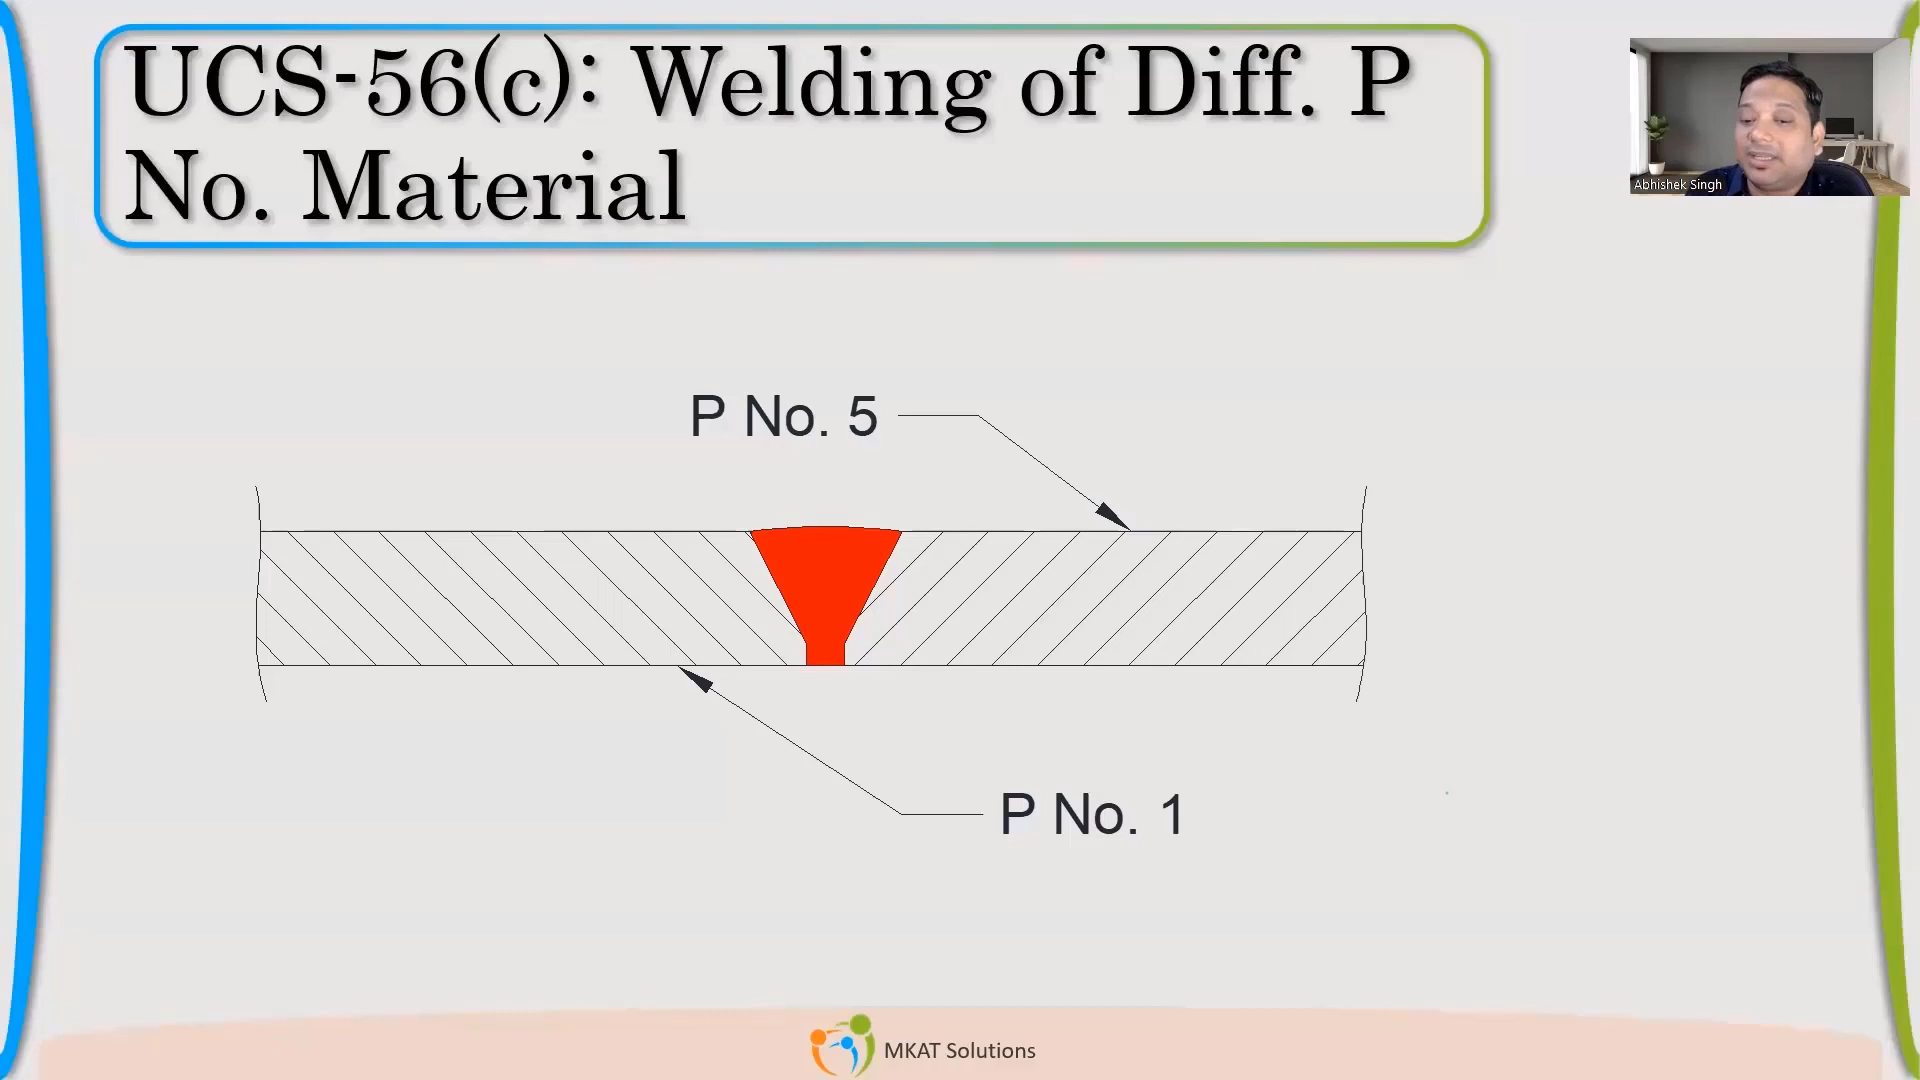 UCS-56(c): Welding of Diff. P
No. Material
Abhishek Singh
P No. 5
P No. 1
MKAT Solutions